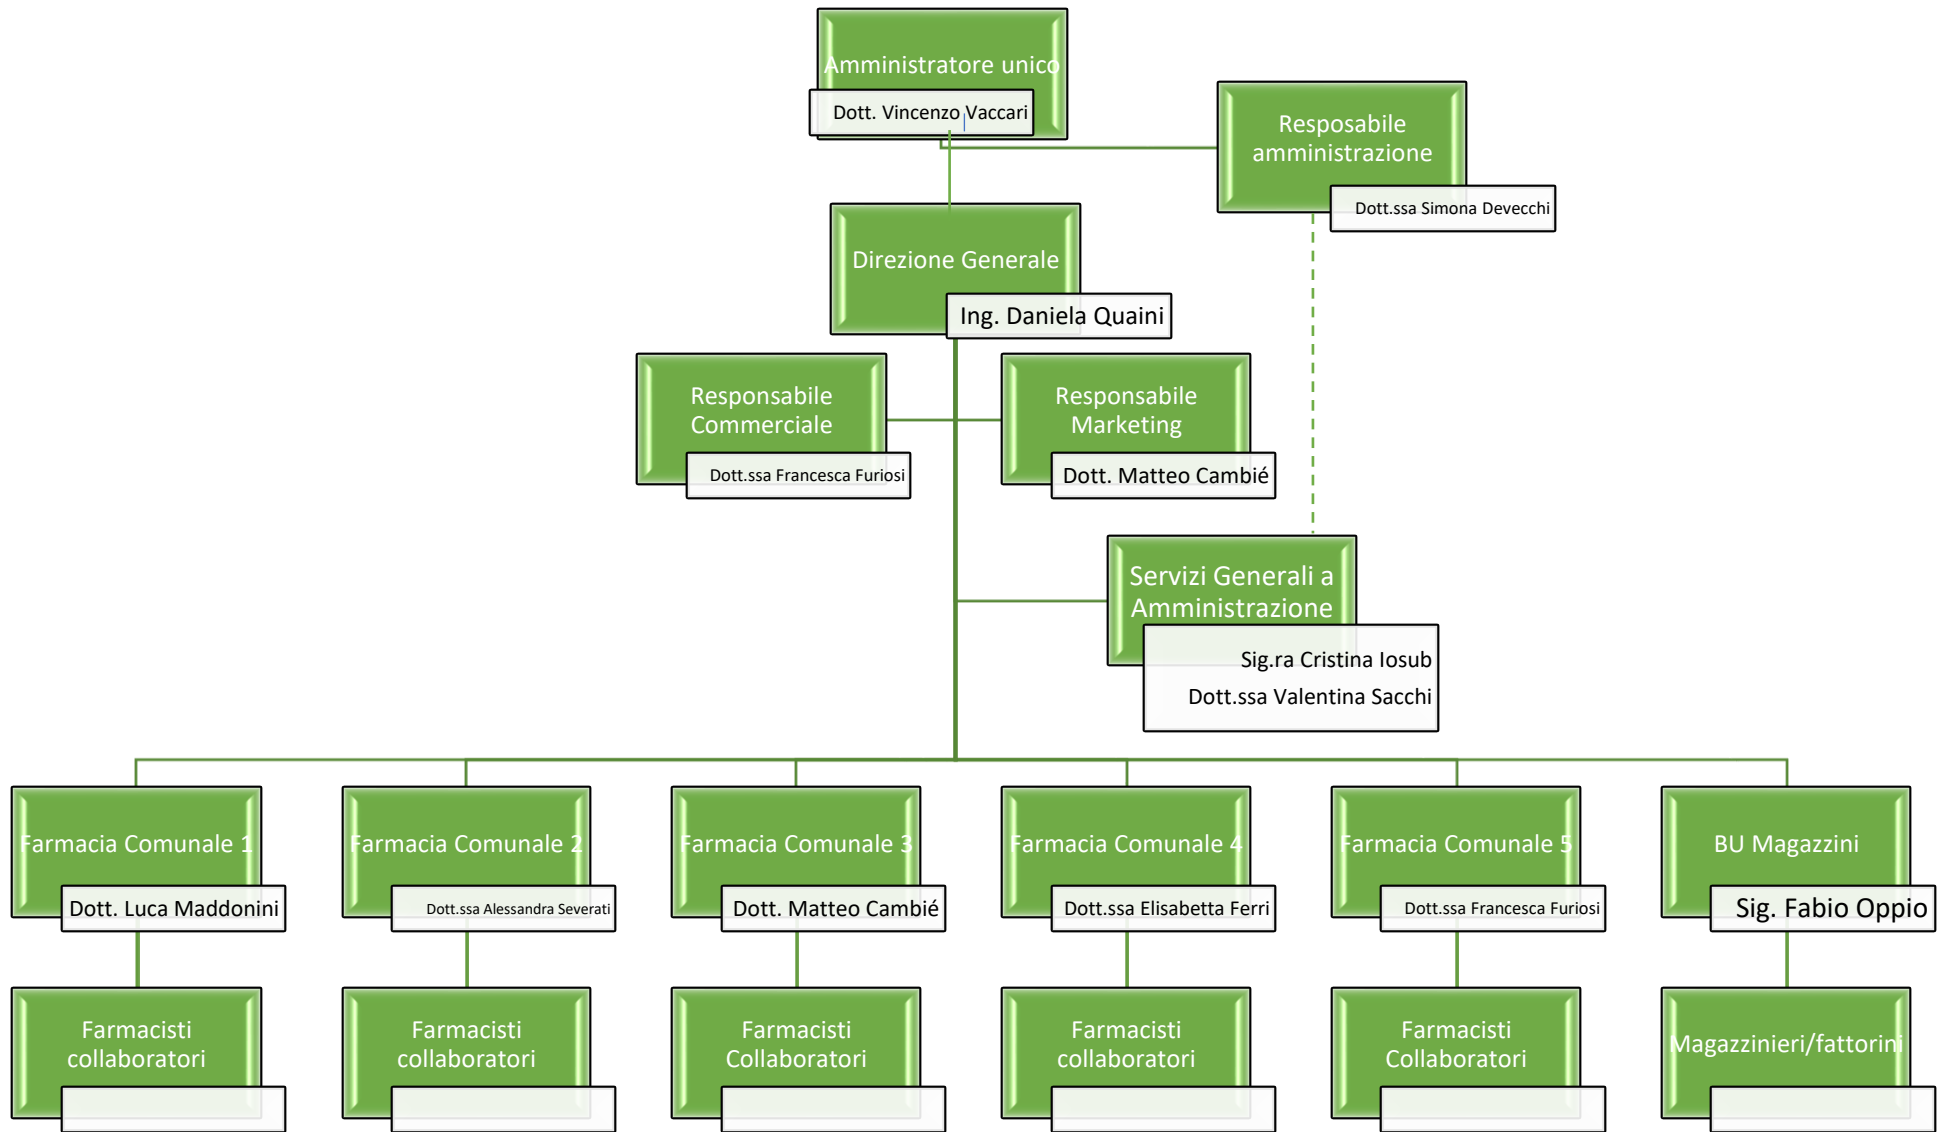 Amministratore unico
Dott. Vincenzo Vaccari
Resposabile
amministrazione
Dott.ssa Simona Devecchi
Direzione Generale
Ing. Daniela Quaini
Responsabile
Commerciale
Dott.ssa Francesca Furiosi
Responsabile
Marketing
Dott. Matteo Cambié
Servizi Generali a
Amministrazione
Sig.ra Cristina Iosub
Dott.ssa Valentina Sacchi
Farmacia Comunale 1
Dott. Luca Maddonini
Farmacia Comunale 2
Dott.ssa Alessandra Severati
Farmacia Comunale 3
Dott. Matteo Cambié
Farmacia Comunale 4
Dott.ssa Elisabetta Ferri
Farmacia Comunale 5
Dott.ssa Francesca Furiosi
BU Magazzini
Sig. Fabio Oppio
Farmacisti
collaboratori
Farmacisti
collaboratori
Farmacisti
Collaboratori
Farmacisti
collaboratori
Farmacisti
Collaboratori
Magazzinieri/fattorini